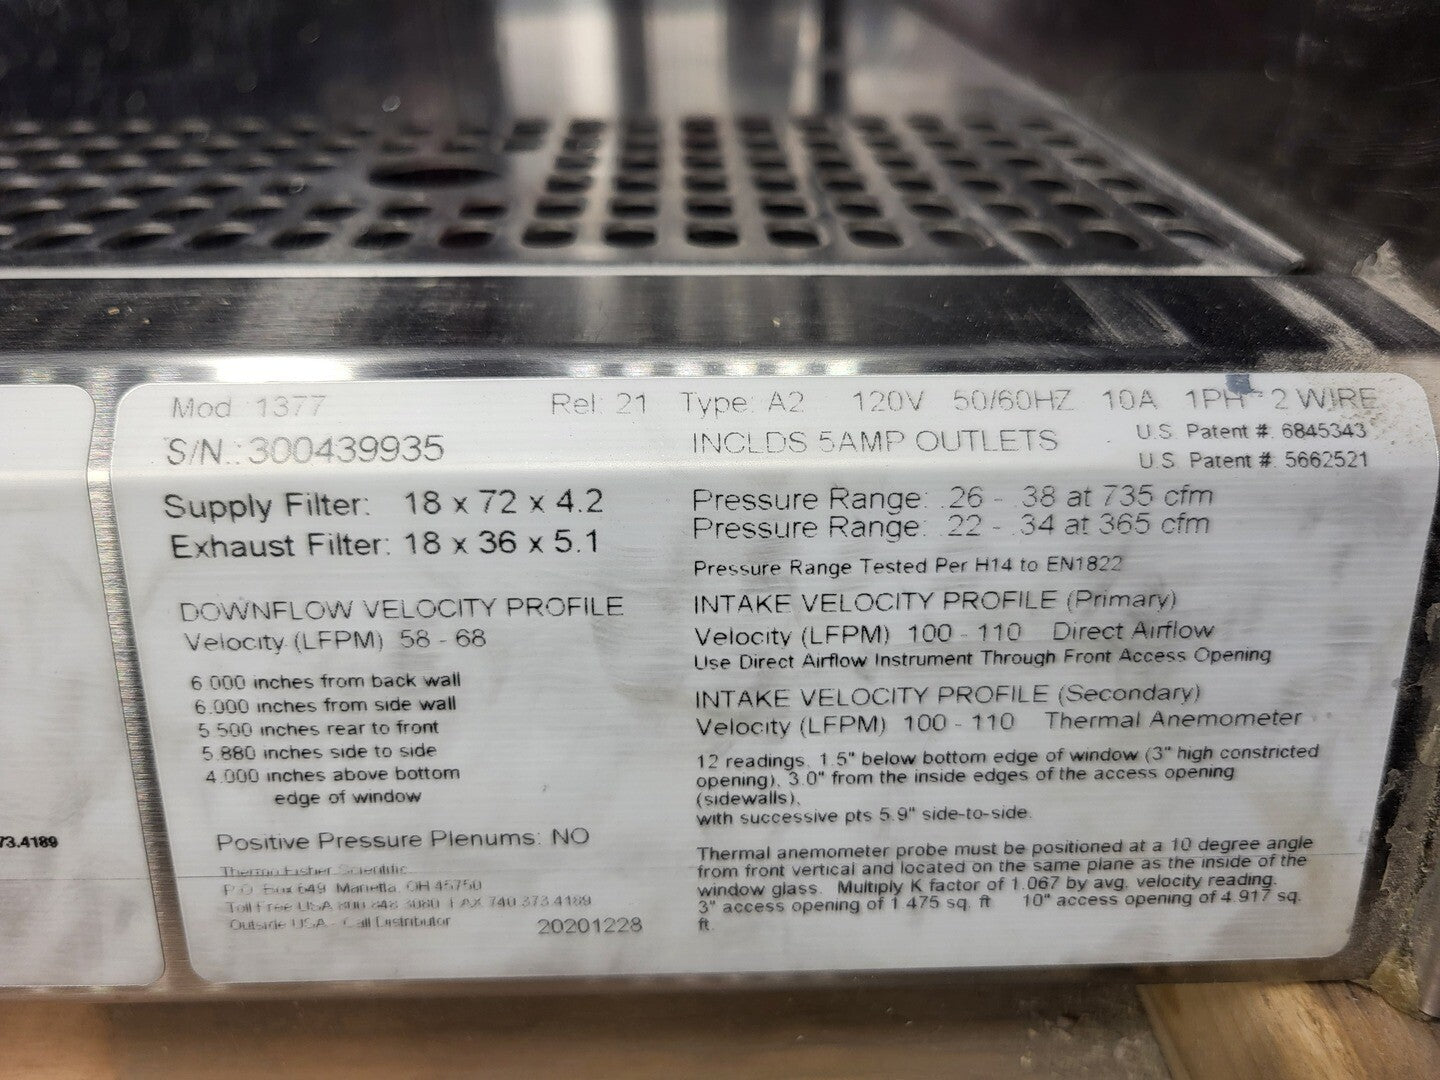 Mod 1377 Rel: 21 Type: A2 120V 50/60HZ 10A 1PH 2 WIRE
S/N.:300439935 INCLDS 5AMP OUTLETS
U.S. Patent #: 6845343
U.S. Patent #: 5662521
Supply Filter: 18 x 72 x 4.2
Exhaust Filter: 18 x 36 x 5.1
DOWNFLOW VELOCITY PROFILE
Velocity (LFPM) 58 - 68
6.000 inches from back wall
6.000 inches from side wall
5.500 inches rear to front
5.880 inches side to side
4.000 inches above bottom
edge of window
Positive Pressure Plenums: NO
Thermo Fisher Scientific
P.O. Box 649 Marietta, OH 45750
Toll Free USA 800 848 3080 FAX 740 373 4189
Outside USA - Call Distributor
20201228
Pressure Range: .26 - .38 at 735 cfm
Pressure Range: .22 - .34 at 365 cfm
Pressure Range Tested Per H14 to EN1822
INTAKE VELOCITY PROFILE (Primary)
Velocity (LFPM) 100 - 110 Direct Airflow
Use Direct Airflow Instrument Through Front Access Opening
INTAKE VELOCITY PROFILE (Secondary)
Velocity (LFPM) 100 - 110 Thermal Anemometer
12 readings, 1.5" below bottom edge of window (3" high constricted
opening), 3.0" from the inside edges of the access opening
(sidewalls),
with successive pts 5.9" side-to-side.
Thermal anemometer probe must be positioned at a 10 degree angle
from front vertical and located on the same plane as the inside of the
window glass. Multiply K factor of 1.067 by avg. velocity reading.
3" access opening of 1.475 sq. ft 10" access opening of 4.917 sq.
ft.
73.4189